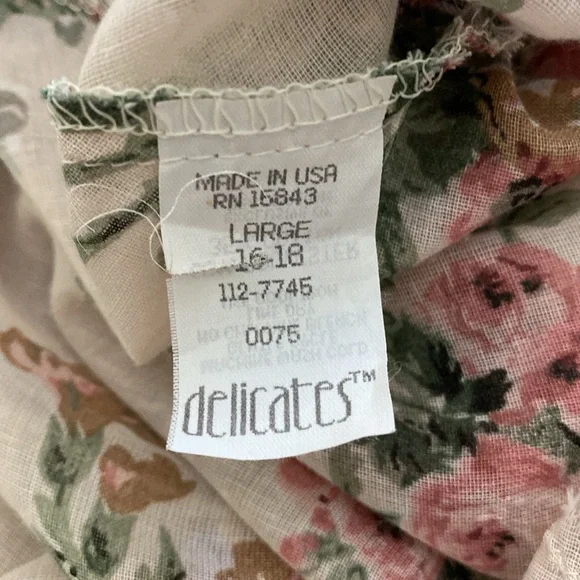 MADE IN USA
RN 15843
LARGE
16-18
112-7745
0075
delicates™